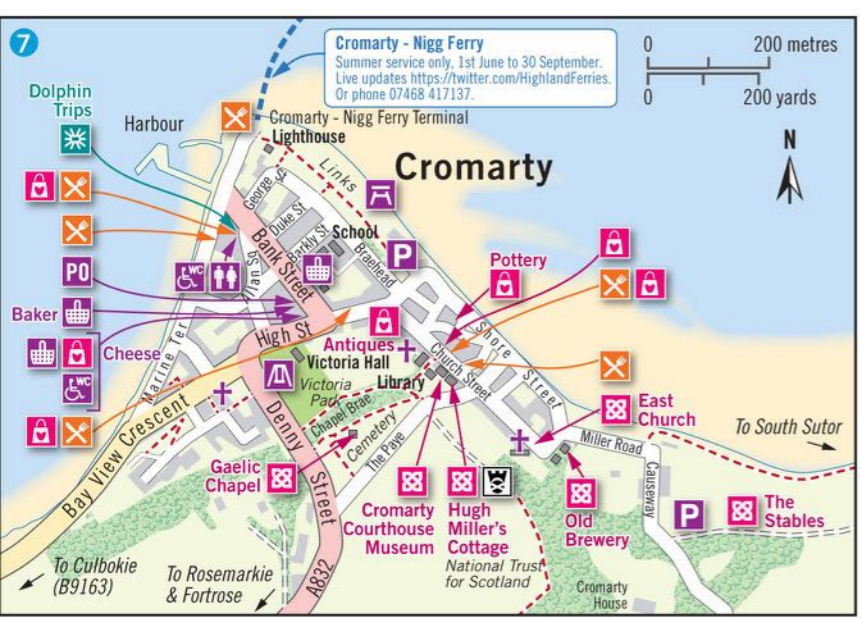 7
Cromarty - Nigg Ferry
Summer service only, 1st June to 30 September.
Live updates https://twitter.com/HighlandFerries.
Or phone 07468 417137.
0 200 metres
0 200 yards
N
Dolphin
Trips
Harbour
Cromarty - Nigg Ferry Terminal
Lighthouse
Links
Cromarty
George St
Duke St
Barkly St
School
Braehead
P
Bank Street
WC
Allan Sq
PO
Baker
Cheese
WC
Marine Ter
High St
Antiques
Pottery
Shore Street
Church Street
Victoria Hall
Library
Victoria
Park
Chapel Brae
Cemetery
The Paye
Bay View Crescent
Denny Street
Gaelic
Chapel
Cromarty
Courthouse
Museum
Hugh
Miller's
Cottage
National Trust
for Scotland
East
Church
Miller Road
Causeway
Old
Brewery
To South Sutor
P
The
Stables
To Culbokie
(B9163)
To Rosemarkie
& Fortrose
A832
Cromarty
House